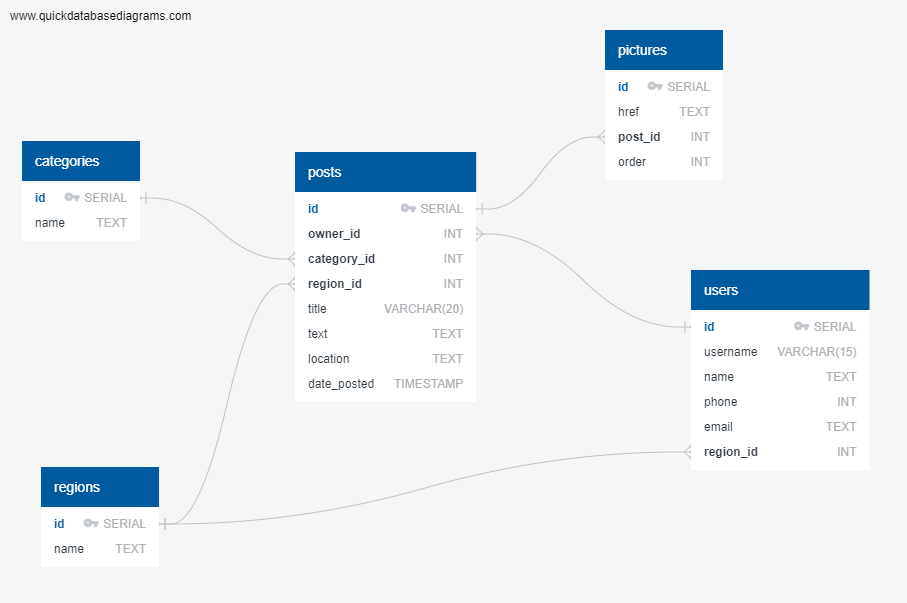 www.quickdatabasediagrams.com
pictures
id SERIAL
href TEXT
post_id INT
order INT
categories
id SERIAL
name TEXT
posts
id SERIAL
owner_id INT
category_id INT
region_id INT
title VARCHAR(20)
text TEXT
location TEXT
date_posted TIMESTAMP
users
id SERIAL
username VARCHAR(15)
name TEXT
phone INT
email TEXT
region_id INT
regions
id SERIAL
name TEXT